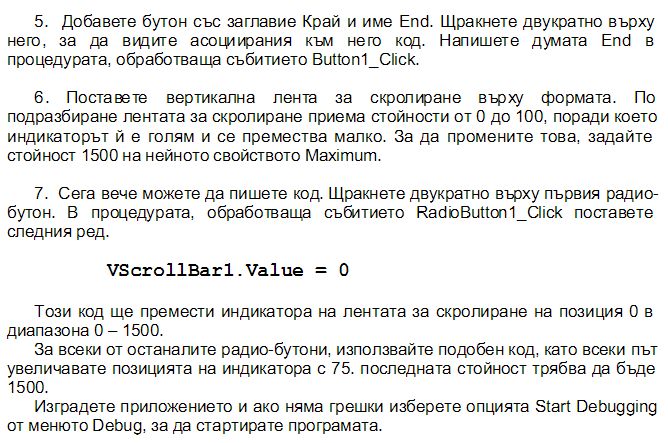 5. Добавете бутон със заглавие Край и име End. Щракнете двукратно върху
него, за да видите асоциирания към него код. Напишете думата End в
процедурата, обработваща събитието Button1_Click.
6. Поставете вертикална лента за скролиране върху формата. По
подразбиране лентата за скролиране приема стойности от 0 до 100, поради което
индикаторът й е голям и се премества малко. За да промените това, задайте
стойност 1500 на нейното свойството Maximum.
7. Сега вече можете да пишете код. Щракнете двукратно върху първия радио-
бутон. В процедурата, обработваща събитието RadioButton1_Click поставете
следния ред.
VScrollBar1.Value = 0
Този код ще премести индикатора на лентата за скролиране на позиция 0 в
диапазона 0 – 1500.
За всеки от останалите радио-бутони, използвайте подобен код, като всеки път
увеличавате позицията на индикатора с 75. последната стойност трябва да бъде
1500.
Изградете приложението и ако няма грешки изберете опцията Start Debugging
от менюто Debug, за да стартирате програмата.